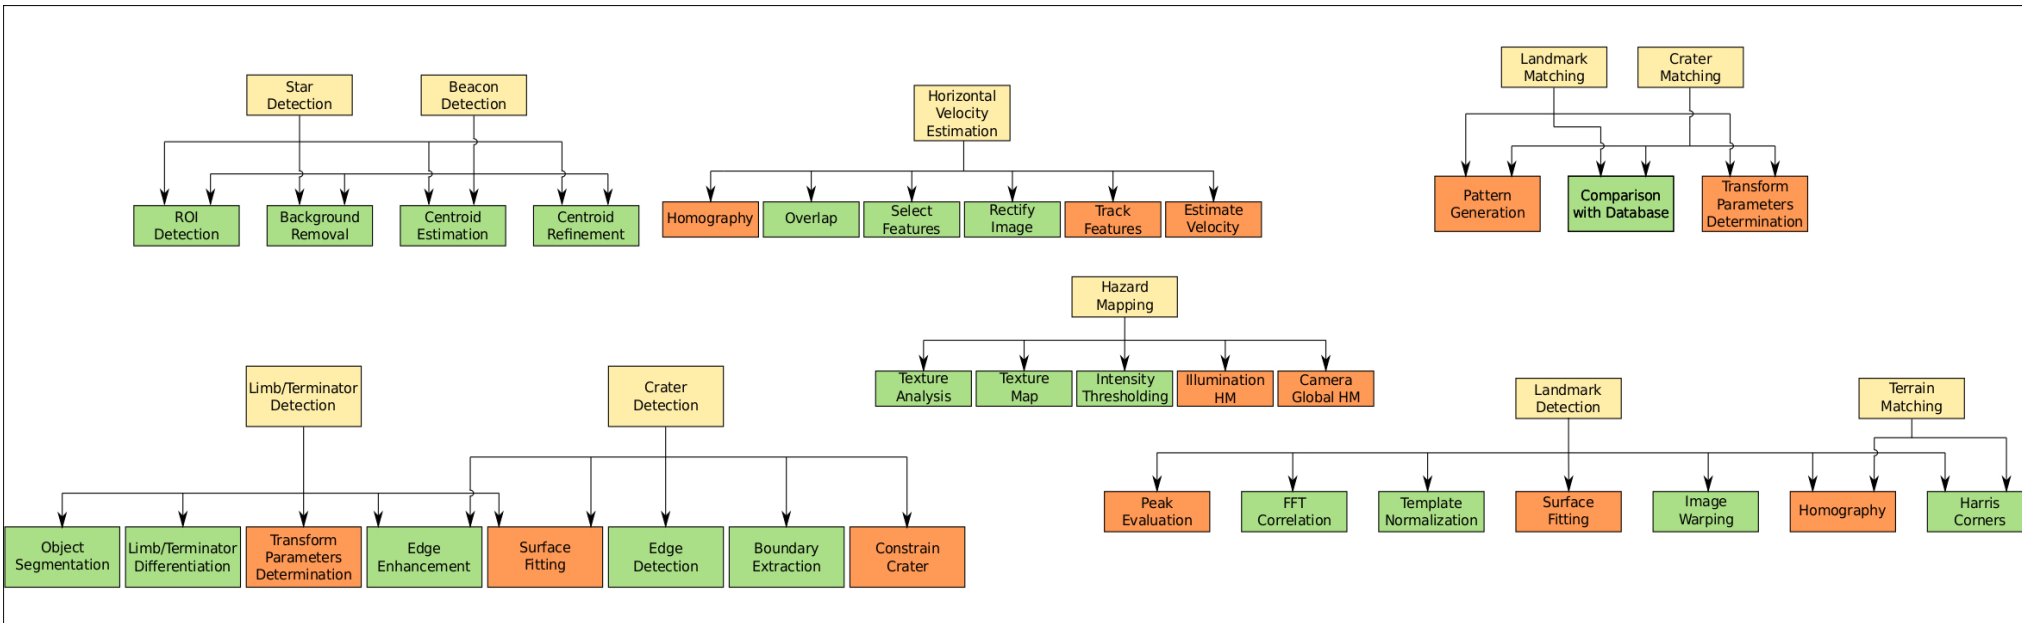 Star
Detection
Beacon
Detection
Horizontal
Velocity
Estimation
Landmark
Matching
Crater
Matching
ROI
Detection
Background
Removal
Centroid
Estimation
Centroid
Refinement
Homography
Overlap
Select
Features
Rectify
Image
Track
Features
Estimate
Velocity
Pattern
Generation
Comparison
with Database
Transform
Parameters
Determination
Hazard
Mapping
Texture
Analysis
Texture
Map
Intensity
Thresholding
Illumination
HM
Camera
Global HM
Limb/Terminator
Detection
Crater
Detection
Landmark
Detection
Terrain
Matching
Object
Segmentation
Limb/Terminator
Differentiation
Transform
Parameters
Determination
Edge
Enhancement
Surface
Fitting
Edge
Detection
Boundary
Extraction
Constrain
Crater
Peak
Evaluation
FFT
Correlation
Template
Normalization
Surface
Fitting
Image
Warping
Homography
Harris
Corners